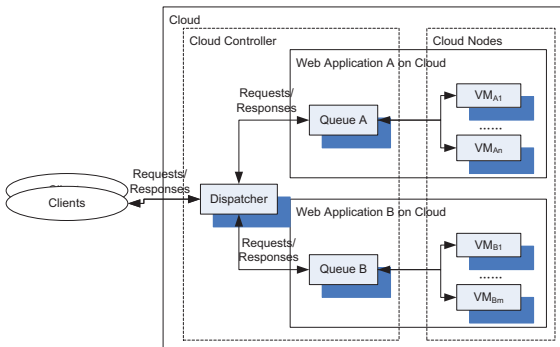 Cloud
Cloud Controller
Cloud Nodes
Web Application A on Cloud
Requests/
Responses
Queue A
VMA1
......
VMAn
Requests/
Responses
Clients
Dispatcher
Web Application B on Cloud
Requests/
Responses
Queue B
VMB1
......
VMBm